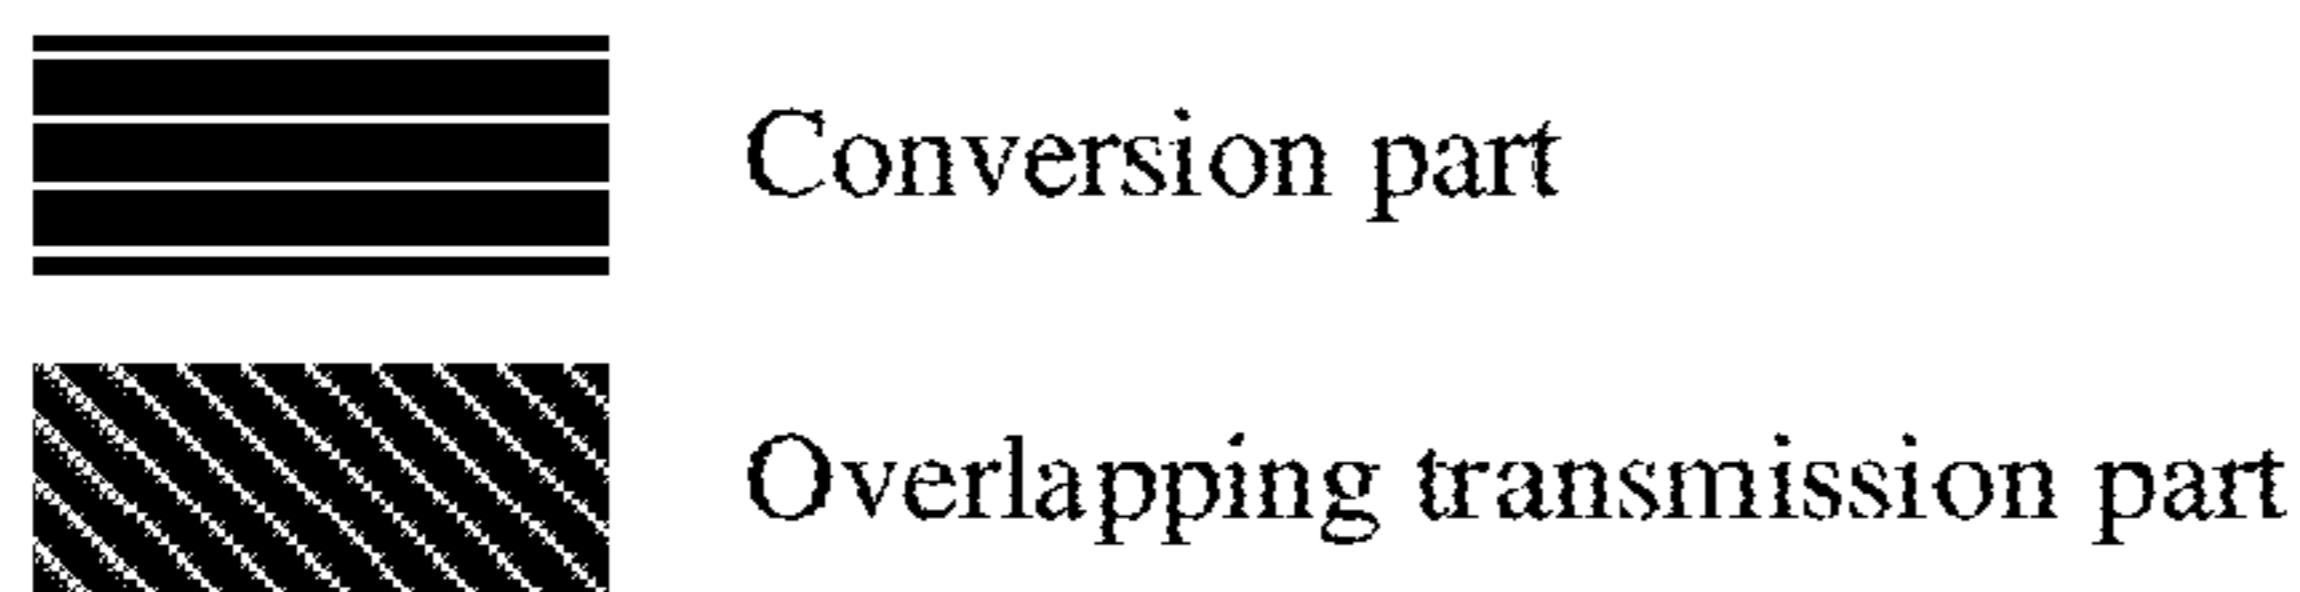 Conversion part
Overlapping transmission part